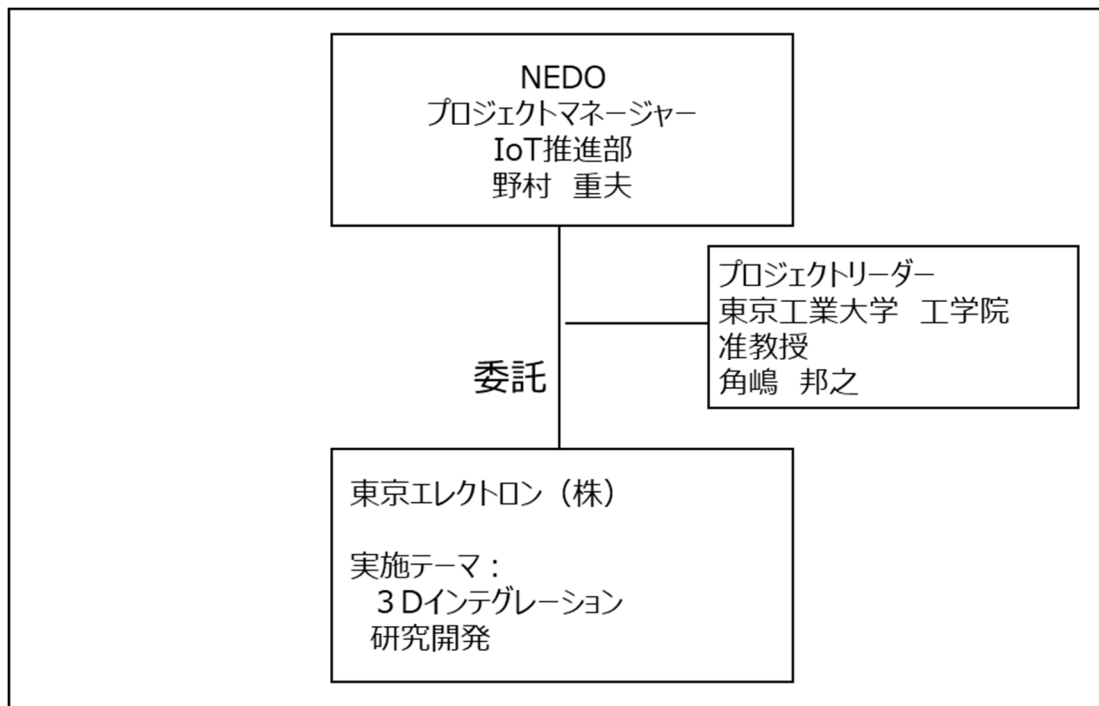 NEDO
プロジェクトマネージャー
IoT推進部
野村　重夫
プロジェクトリーダー
東京工業大学　工学院
准教授
角嶋　邦之
委託
東京エレクトロン（株）
実施テーマ：
３Dインテグレーション
研究開発